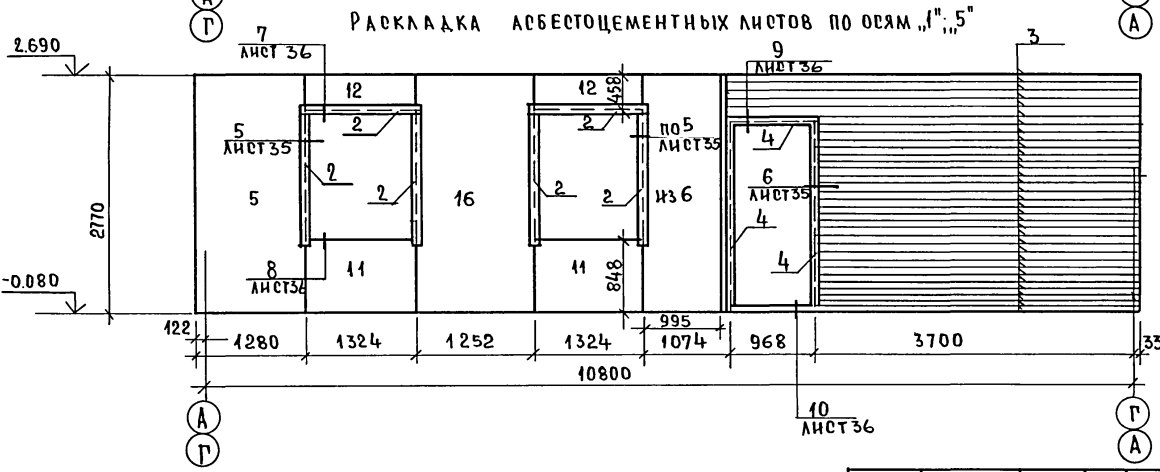 А
Г
Раскладка асбестоцементных листов по осям „1"; „5"
А
2.690
7
лист 36
9
лист 36
3
12
12
458
2
2
4
5
лист 35
по 5
лист 35
2
2
2
2
6
лист 35
5
16
из 6
2770
4
4
8
лист 36
11
11
848
-0.080
122
1280
1324
1252
1324
995
1074
968
3700
33
10800
А
Г
10
лист 36
Г
А